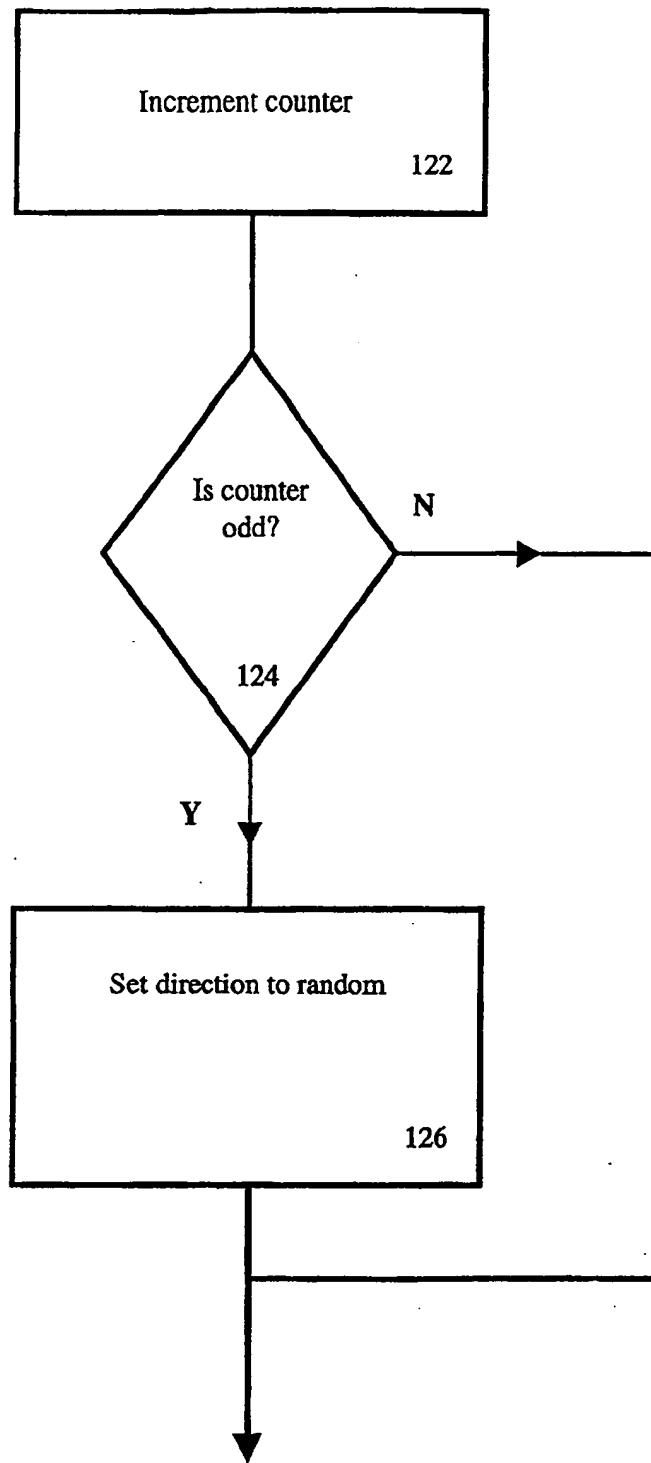 Increment counter
122
Is counter
odd?
N
124
Y
Set direction to random
126